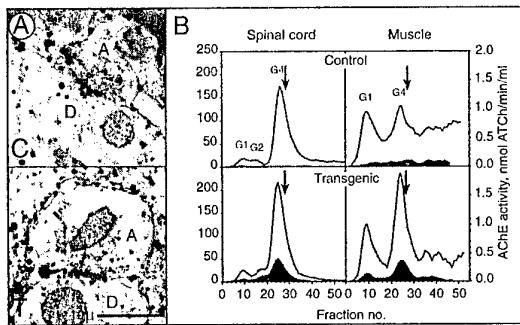 A
B
Spinal cord Muscle
A
250 G4 Control 2.0
200 1.5
150 G1 G4 1.0
100
50 G1 G2 0.5
0 0.0
D
C
Transgenic
200 1.5
150
A 1.0
100
50 0.5
D
0 0.0
0 10 20 30 40 50 0 10 20 30 40 50
Fraction no.
AChE activity, nmol ATCh/min/ml